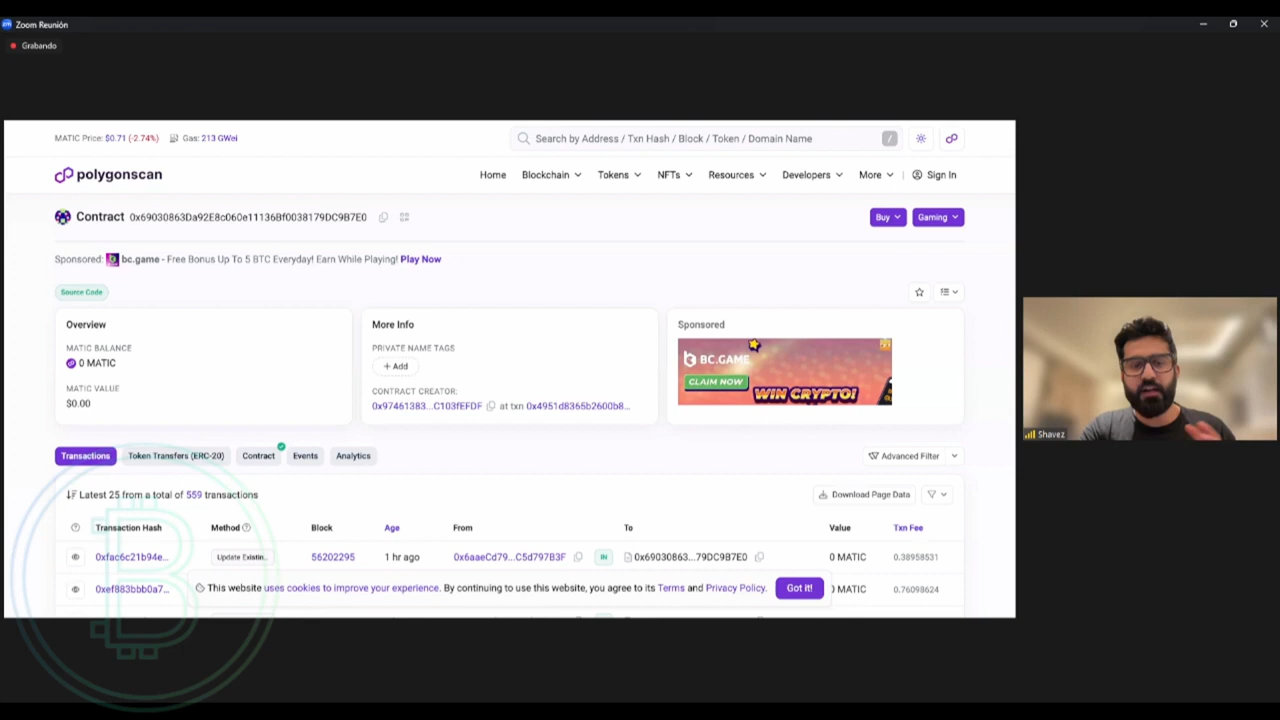 Zoom Reunión
Grabando
MATIC Price: $0.71 (-2.74%) Gas: 213 GWei
Search by Address / Txn Hash / Block / Token / Domain Name /
polygonscan
Home Blockchain Tokens NFTs Resources Developers More Sign In
Contract 0x69030863Da92E8c060e11136Bf0038179DC9B7E0
Buy Gaming
Sponsored: bc.game - Free Bonus Up To 5 BTC Everyday! Earn While Playing! Play Now
Source Code
Overview
MATIC BALANCE
0 MATIC
MATIC VALUE
$0.00
More Info
PRIVATE NAME TAGS
+ Add
CONTRACT CREATOR:
0x97461383...C103fEFDF at txn 0x4951d8365b2600b8...
Sponsored
BC.GAME
CLAIM NOW
WIN CRYPTO!
Shavez
Transactions Token Transfers (ERC-20) Contract Events Analytics
Advanced Filter
Latest 25 from a total of 559 transactions
Download Page Data
Transaction Hash Method Block Age From To Value Txn Fee
0xfac6c21b94e... Update Existin... 56202295 1 hr ago 0x6aaeCd79...C5d797B3F IN 0x69030863...79DC9B7E0 0 MATIC 0.38958531
0xef883bbb0a7... MATIC 0.76098624
This website uses cookies to improve your experience. By continuing to use this website, you agree to its Terms and Privacy Policy. Got it!